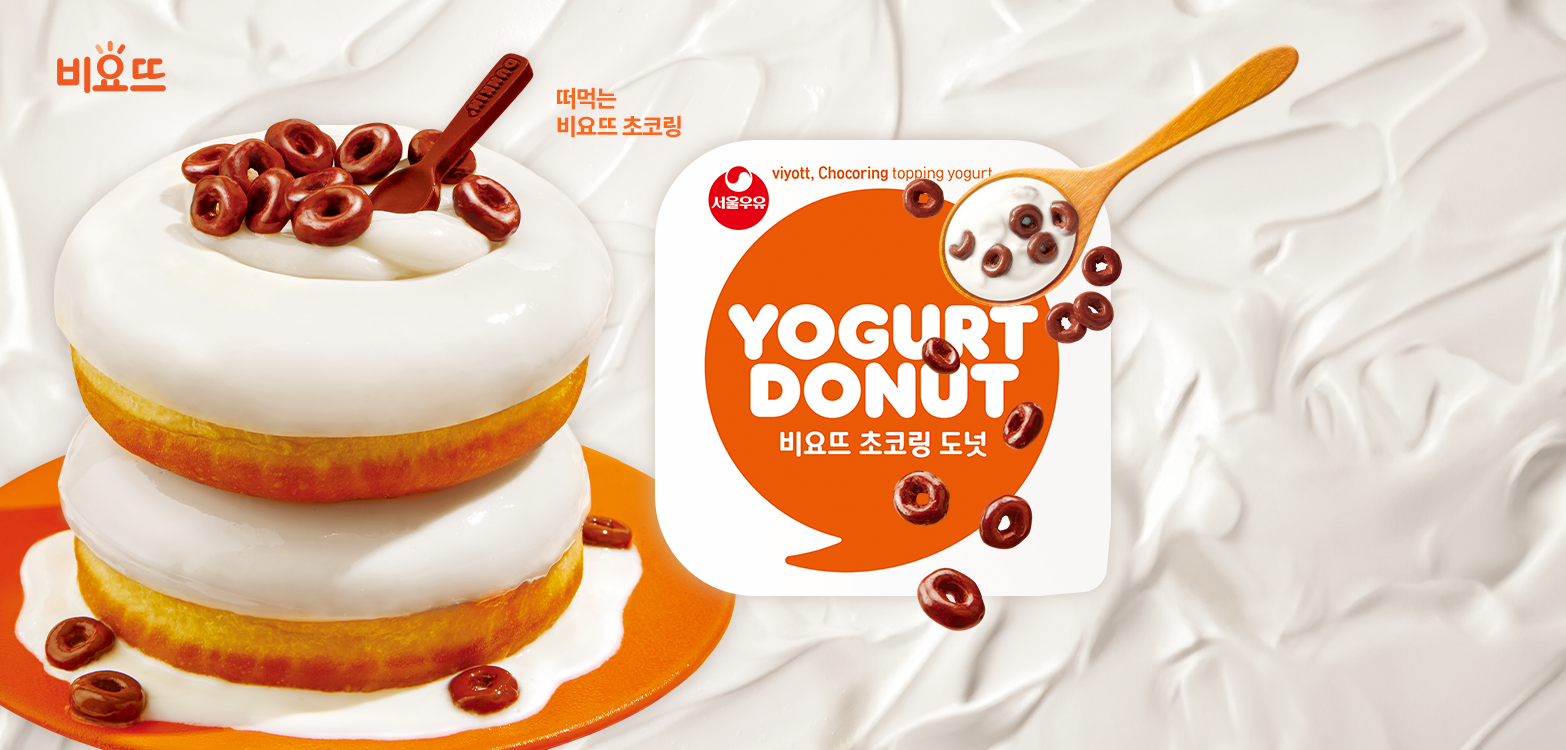 비요뜨
DUNKIN'
떠먹는
비요뜨 초코링
서울우유
viyott, Chocoring topping yogurt
YOGURT
DONUT
비요뜨 초코링 도넛